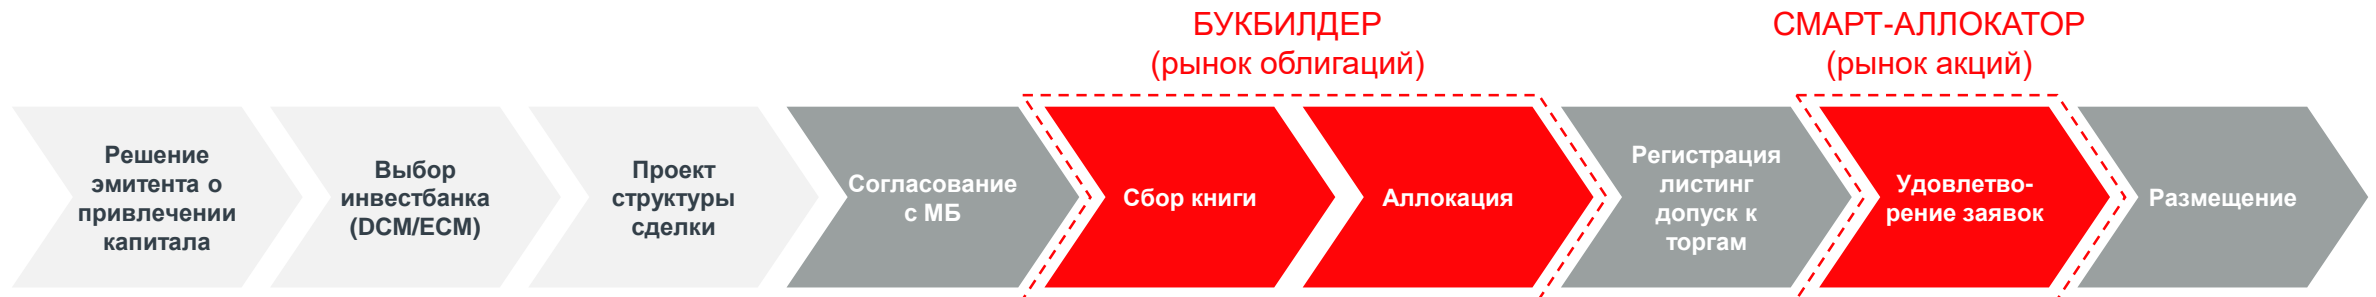 БУКБИЛДЕР
(рынок облигаций)
СМАРТ-АЛЛОКАТОР
(рынок акций)
Решение
эмитента о
привлечении
капитала
Выбор
инвестбанка
(DCM/ECM)
Проект
структуры
сделки
Согласование
с МБ
Сбор книги
Аллокация
Регистрация
листинг
допуск к
торгам
Удовлетво-
рение заявок
Размещение